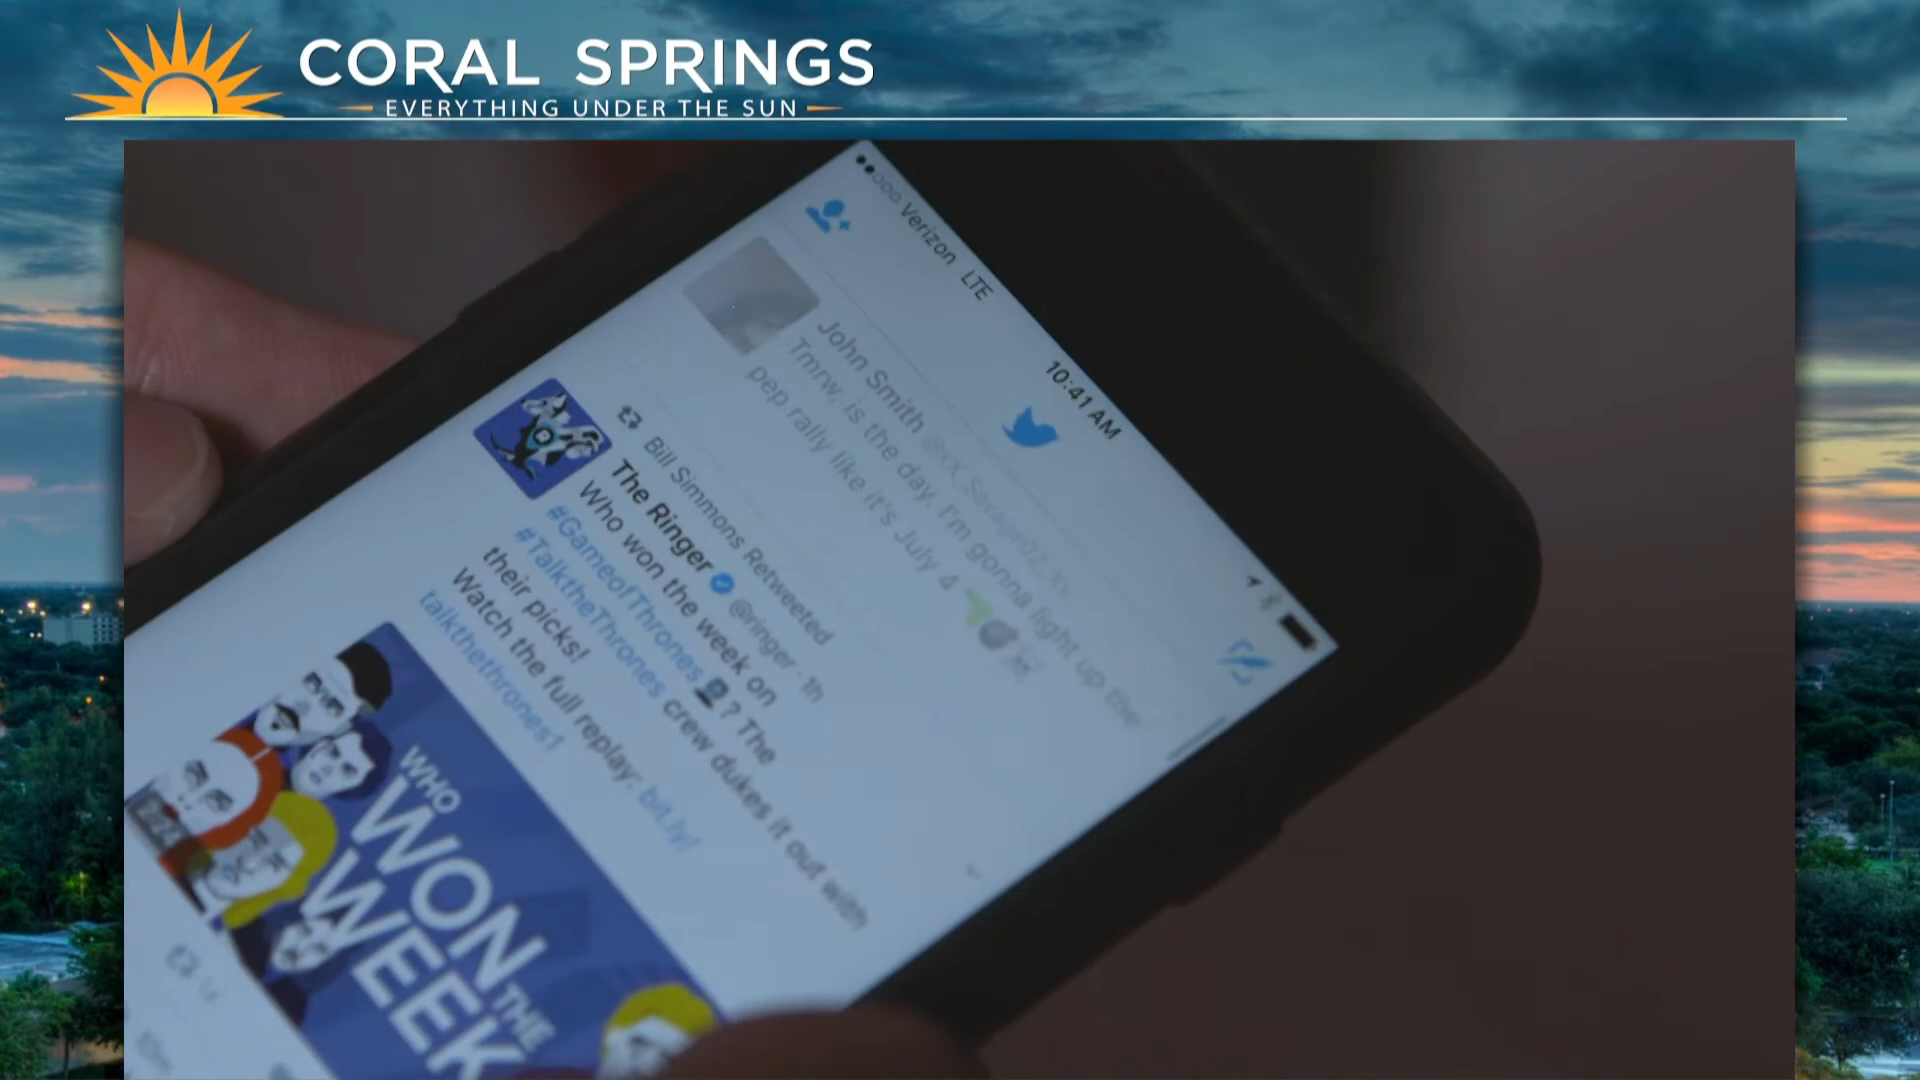 CORAL SPRINGS
EVERYTHING UNDER THE SUN
Verizon LTE
10:41 AM
John Smith
Tmrw, is the day. I'm gonna light up the
pep rally like it's July 4
Bill Simmons Retweeted
The Ringer @ringer · 1h
Who won the week on
#GameofThrones ? The
#TalktheThrones crew dukes it out with
their picks!
Watch the full replay: bit.ly/
talkthethrones1
WHO
WON THE
WEEK